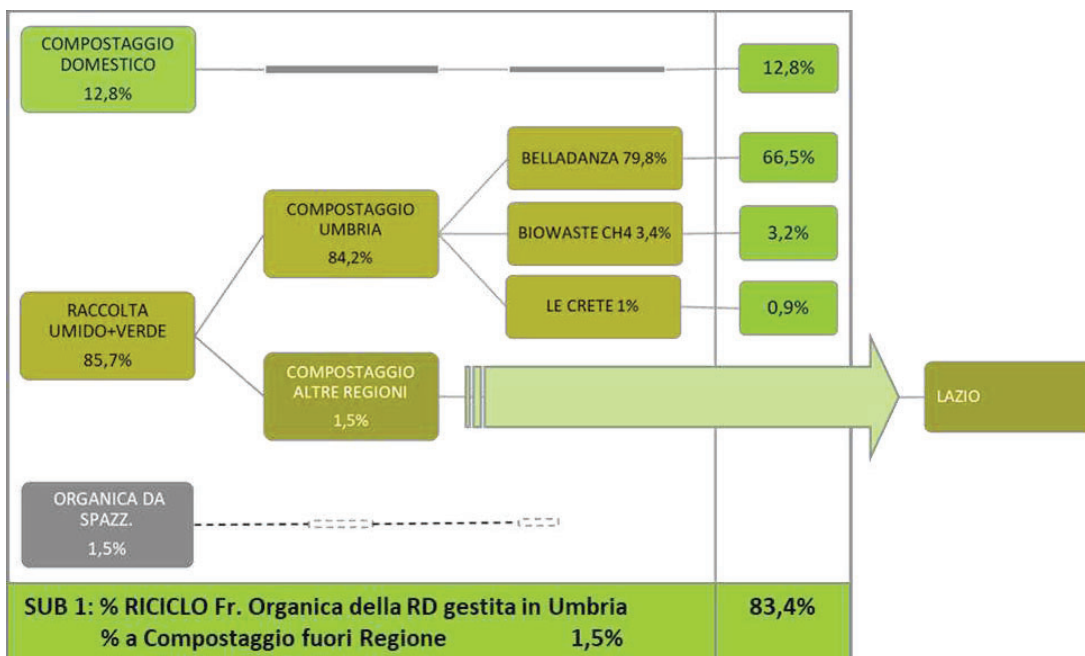 COMPOSTAGGIO
DOMESTICO
12,8%
12,8%
BELLADANZA 79,8%
66,5%
COMPOSTAGGIO
UMBRIA
84,2%
BIOWASTE CH4 3,4%
3,2%
LE CRETE 1%
0,9%
RACCOLTA
UMIDO+VERDE
85,7%
COMPOSTAGGIO
ALTRE REGIONI
1,5%
LAZIO
ORGANICA DA
SPAZZ.
1,5%
SUB 1: % RICICLO Fr. Organica della RD gestita in Umbria 83,4%
% a Compostaggio fuori Regione 1,5%